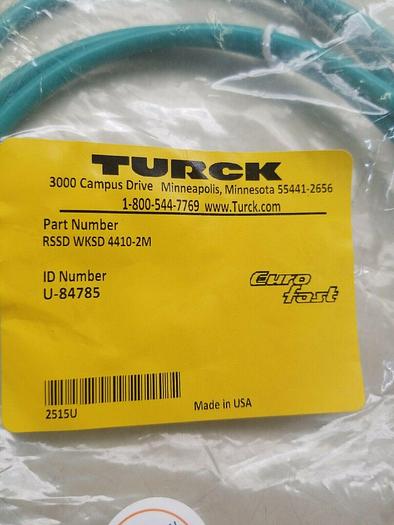 TURCK
3000 Campus Drive Minneapolis, Minnesota 55441-2656
1-800-544-7769 www.Turck.com
Part Number
RSSD WKSD 4410-2M
ID Number
U-84785
Euro
fast
2515U
Made in USA